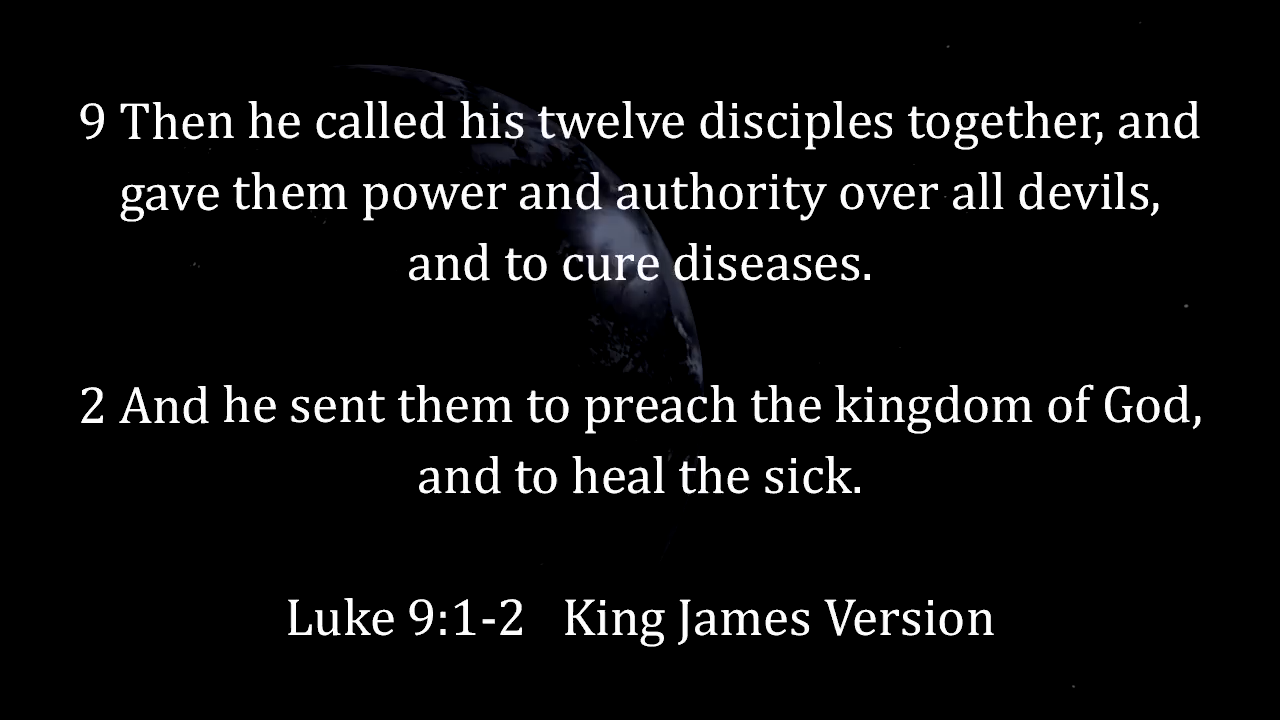 9 Then he called his twelve disciples together, and
gave them power and authority over all devils,
and to cure diseases.
2 And he sent them to preach the kingdom of God,
and to heal the sick.
Luke 9:1-2 King James Version